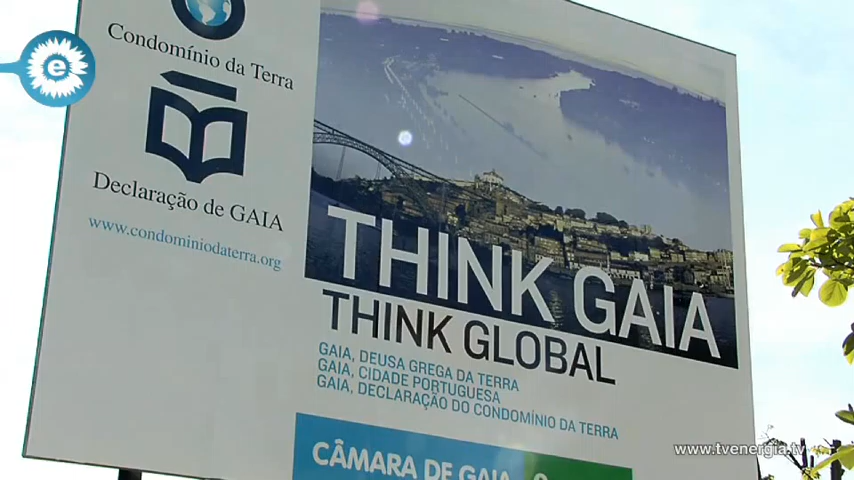 e
Condomínio da Terra
Declaração de GAIA
www.condominiodaterra.org
THINK GAIA
THINK GLOBAL
GAIA, DEUSA GREGA DA TERRA
GAIA, CIDADE PORTUGUESA
GAIA, DECLARAÇÃO DO CONDOMÍNIO DA TERRA
CÂMARA DE GAIA
www.tvenergia.tv